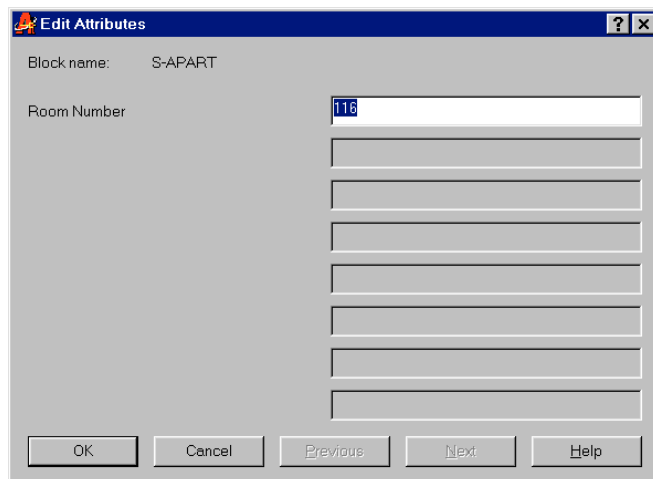 Edit Attributes
Block name: S-APART
Room Number 116
OK Cancel Previous Next Help